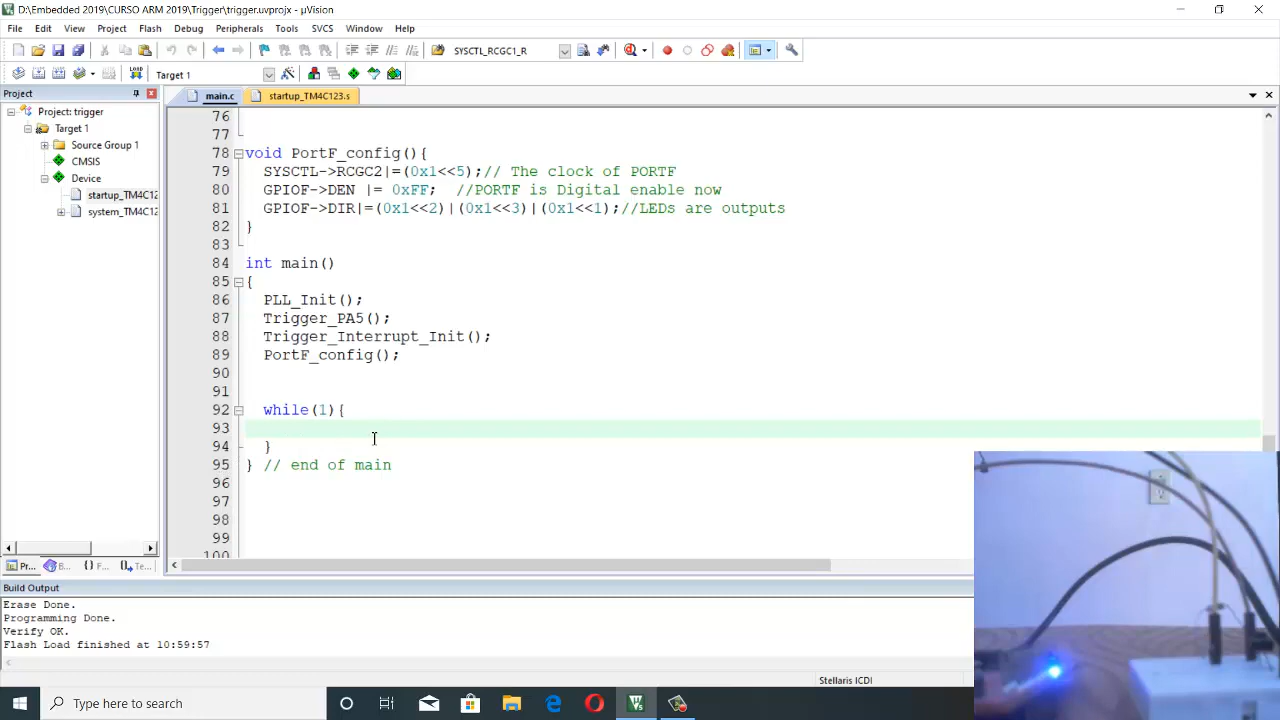 D:\Embedded 2019\CURSO ARM 2019\Trigger\trigger.uvprojx - µVision
File Edit View Project Flash Debug Peripherals Tools SVCS Window Help
SYSCTL_RCGC1_R
LOAD
Target 1
Project
main.c
startup_TM4C123.s
Project: trigger
Target 1
Source Group 1
CMSIS
Device
startup_TM4C12
system_TM4C12
76
77
78 void PortF_config(){
79 SYSCTL->RCGC2|=(0x1<<5);// The clock of PORTF
80 GPIOF->DEN |= 0xFF; //PORTF is Digital enable now
81 GPIOF->DIR|=(0x1<<2)|(0x1<<3)|(0x1<<1);//LEDs are outputs
82 }
83
84 int main()
85 {
86 PLL_Init();
87 Trigger_PA5();
88 Trigger_Interrupt_Init();
89 PortF_config();
90
91
92 while(1){
93
94 }
95 } // end of main
96
97
98
99
100
Pr... B... {} F... Te...
Build Output
Erase Done.
Programming Done.
Verify OK.
Flash Load finished at 10:59:57
Stellaris ICDI
Type here to search